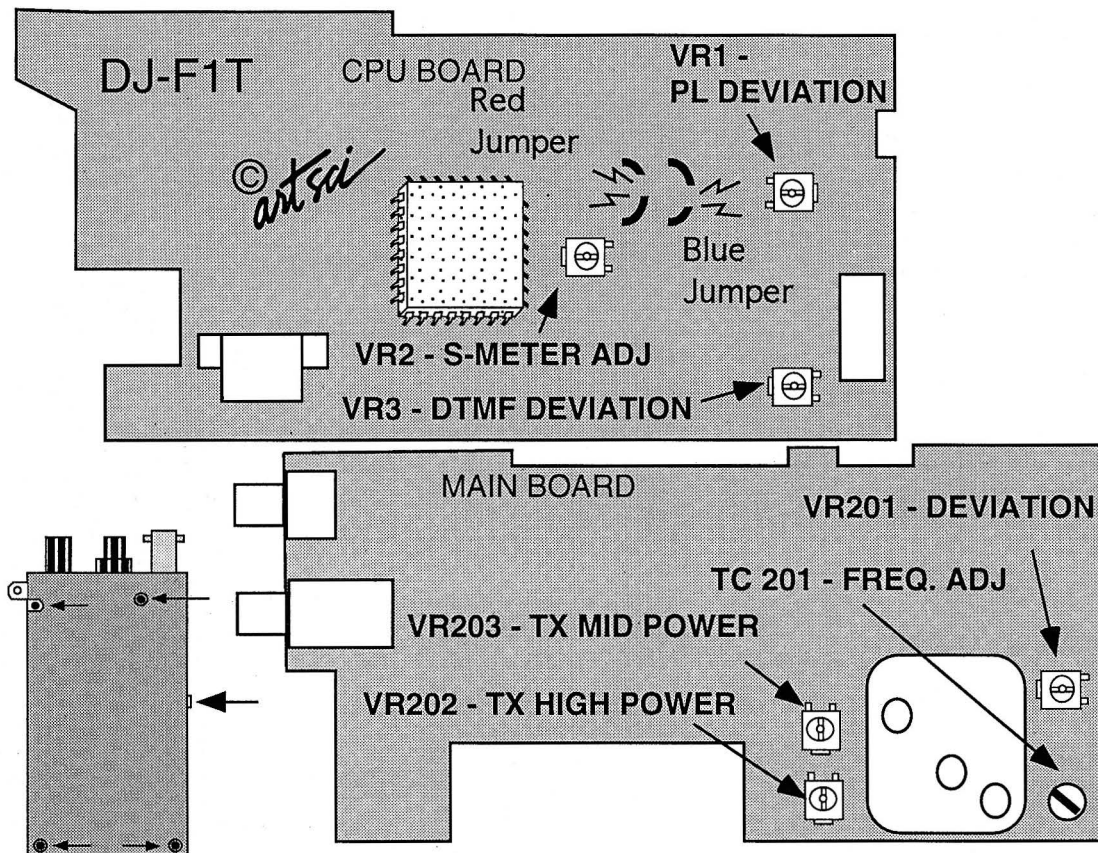 DJ-F1T
CPU BOARD
Red
Jumper
VR1 -
PL DEVIATION
© artsci
Blue
Jumper
VR2 - S-METER ADJ
VR3 - DTMF DEVIATION
MAIN BOARD
VR201 - DEVIATION
TC 201 - FREQ. ADJ
VR203 - TX MID POWER
VR202 - TX HIGH POWER